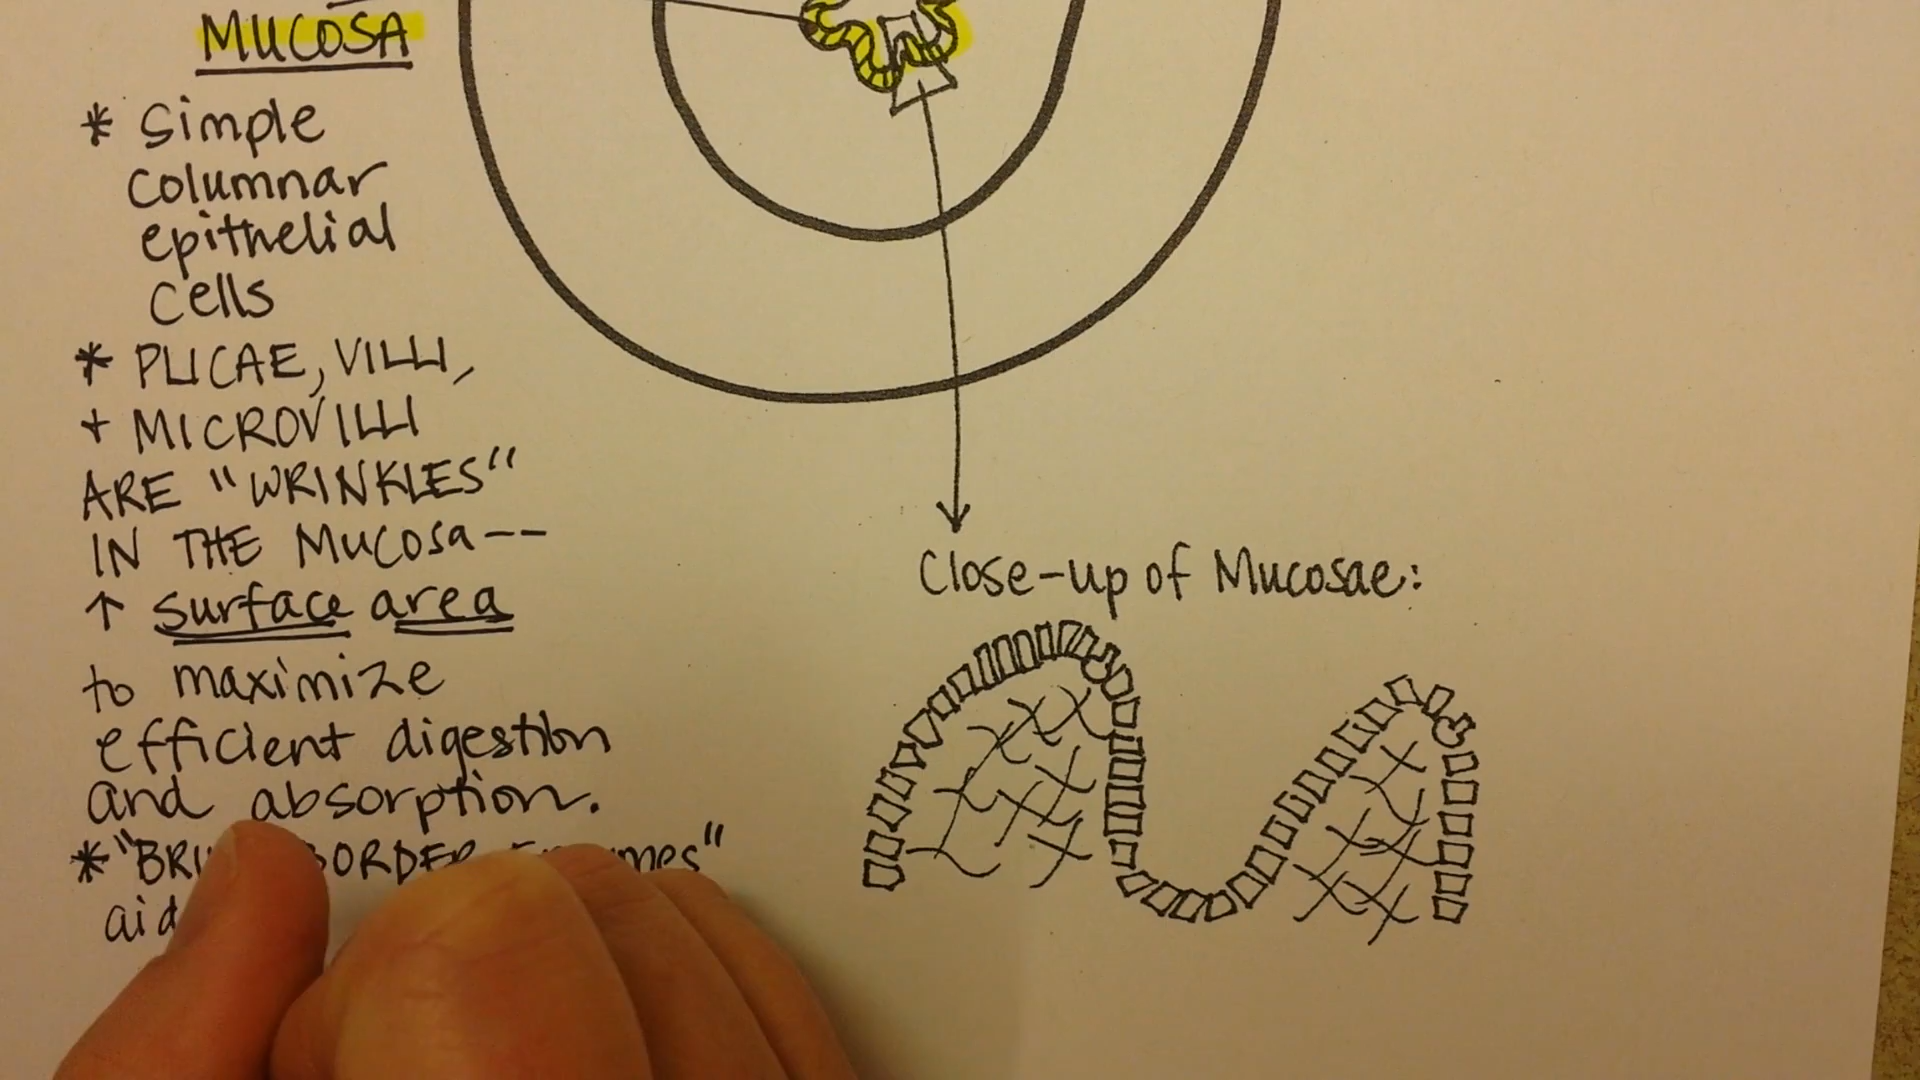 MUCOSA
* Simple
columnar
epithelial
cells
* PLICAE, VILLI,
+ MICROVILLI
ARE "WRINKLES"
IN THE MUCOSA--
↑ surface area
to maximize
efficient digestion
and absorption.
* BORDER
Close-up of Mucosae: